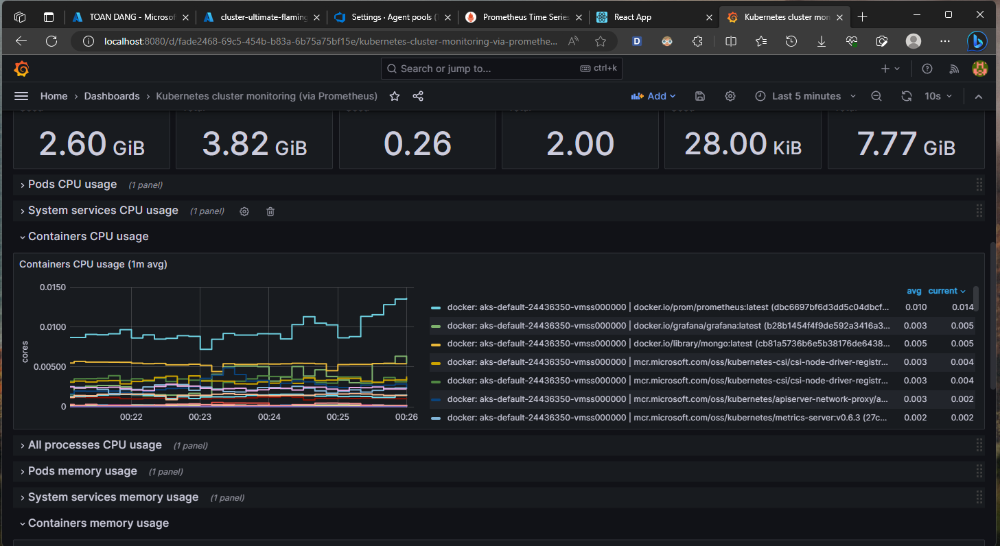 TOAN DANG - Microsof
cluster-ultimate-flaming
Settings · Agent pools (
Prometheus Time Series
React App
Kubernetes cluster mon
localhost:8080/d/fade2468-69c5-454b-b83a-6b75a75bf15e/kubernetes-cluster-monitoring-via-promethe...
Search or jump to...
ctrl+k
Home › Dashboards › Kubernetes cluster monitoring (via Prometheus)
Add
Last 5 minutes
10s
2.60 GiB
3.82 GiB
0.26
2.00
28.00 KiB
7.77 GiB
Pods CPU usage (1 panel)
System services CPU usage (1 panel)
Containers CPU usage
Containers CPU usage (1m avg)
cores
0.0150
0.0100
0.00500
0
00:22
00:23
00:24
00:25
00:26
avg current
docker: aks-default-24436350-vmss000000 | docker.io/prom/prometheus:latest (dbc6697bf6d3dd5c04dbcf... 0.010 0.014
docker: aks-default-24436350-vmss000000 | docker.io/grafana/grafana:latest (b28b1454f4f9de592a3416a3... 0.003 0.005
docker: aks-default-24436350-vmss000000 | docker.io/library/mongo:latest (cb81a5736b6e5b38176de6438... 0.005 0.005
docker: aks-default-24436350-vmss000000 | mcr.microsoft.com/oss/kubernetes-csi/csi-node-driver-registr... 0.003 0.004
docker: aks-default-24436350-vmss000000 | mcr.microsoft.com/oss/kubernetes-csi/csi-node-driver-registr... 0.003 0.004
docker: aks-default-24436350-vmss000000 | mcr.microsoft.com/oss/kubernetes/apiserver-network-proxy/a... 0.003 0.002
docker: aks-default-24436350-vmss000000 | mcr.microsoft.com/oss/kubernetes/metrics-server:v0.6.3 (27c... 0.002 0.002
All processes CPU usage (1 panel)
Pods memory usage (1 panel)
System services memory usage (1 panel)
Containers memory usage